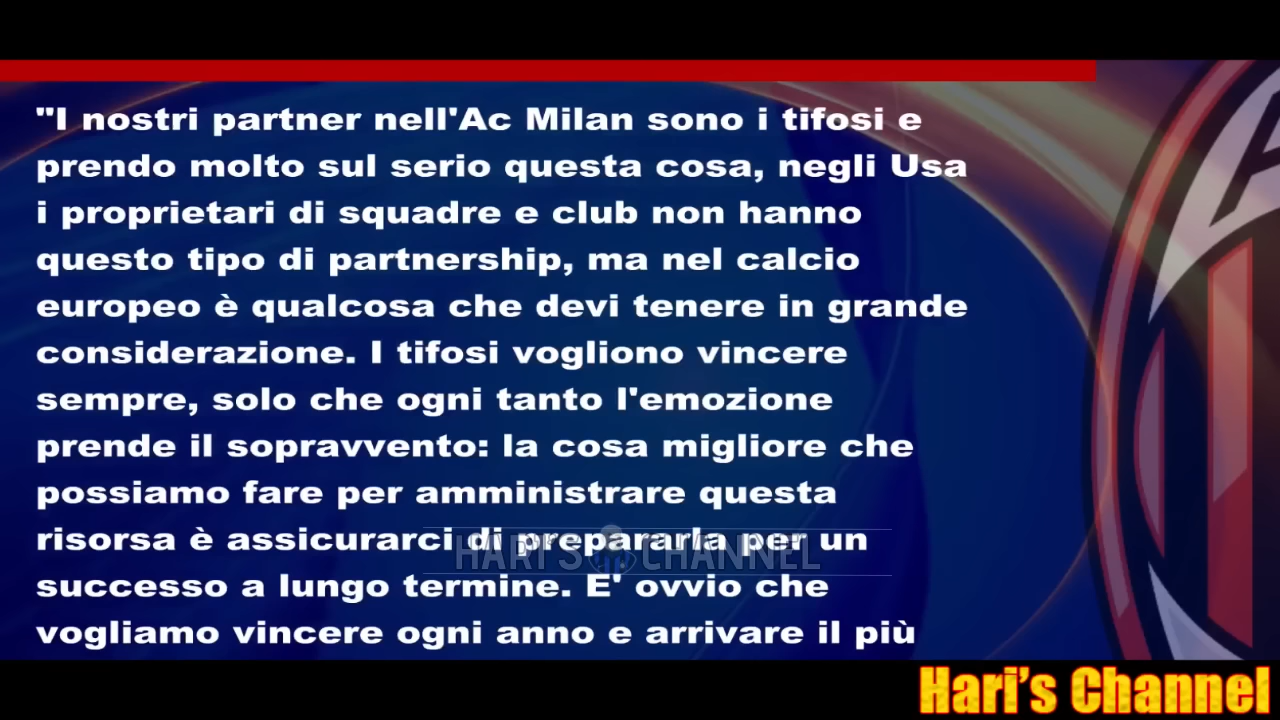 "I nostri partner nell'Ac Milan sono i tifosi e
prendo molto sul serio questa cosa, negli Usa
i proprietari di squadre e club non hanno
questo tipo di partnership, ma nel calcio
europeo è qualcosa che devi tenere in grande
considerazione. I tifosi vogliono vincere
sempre, solo che ogni tanto l'emozione
prende il sopravvento: la cosa migliore che
possiamo fare per amministrare questa
risorsa è assicurarci di prepararla per un
HARI'S CHANNEL
successo a lungo termine. E' ovvio che
vogliamo vincere ogni anno e arrivare il più
Hari's Channel